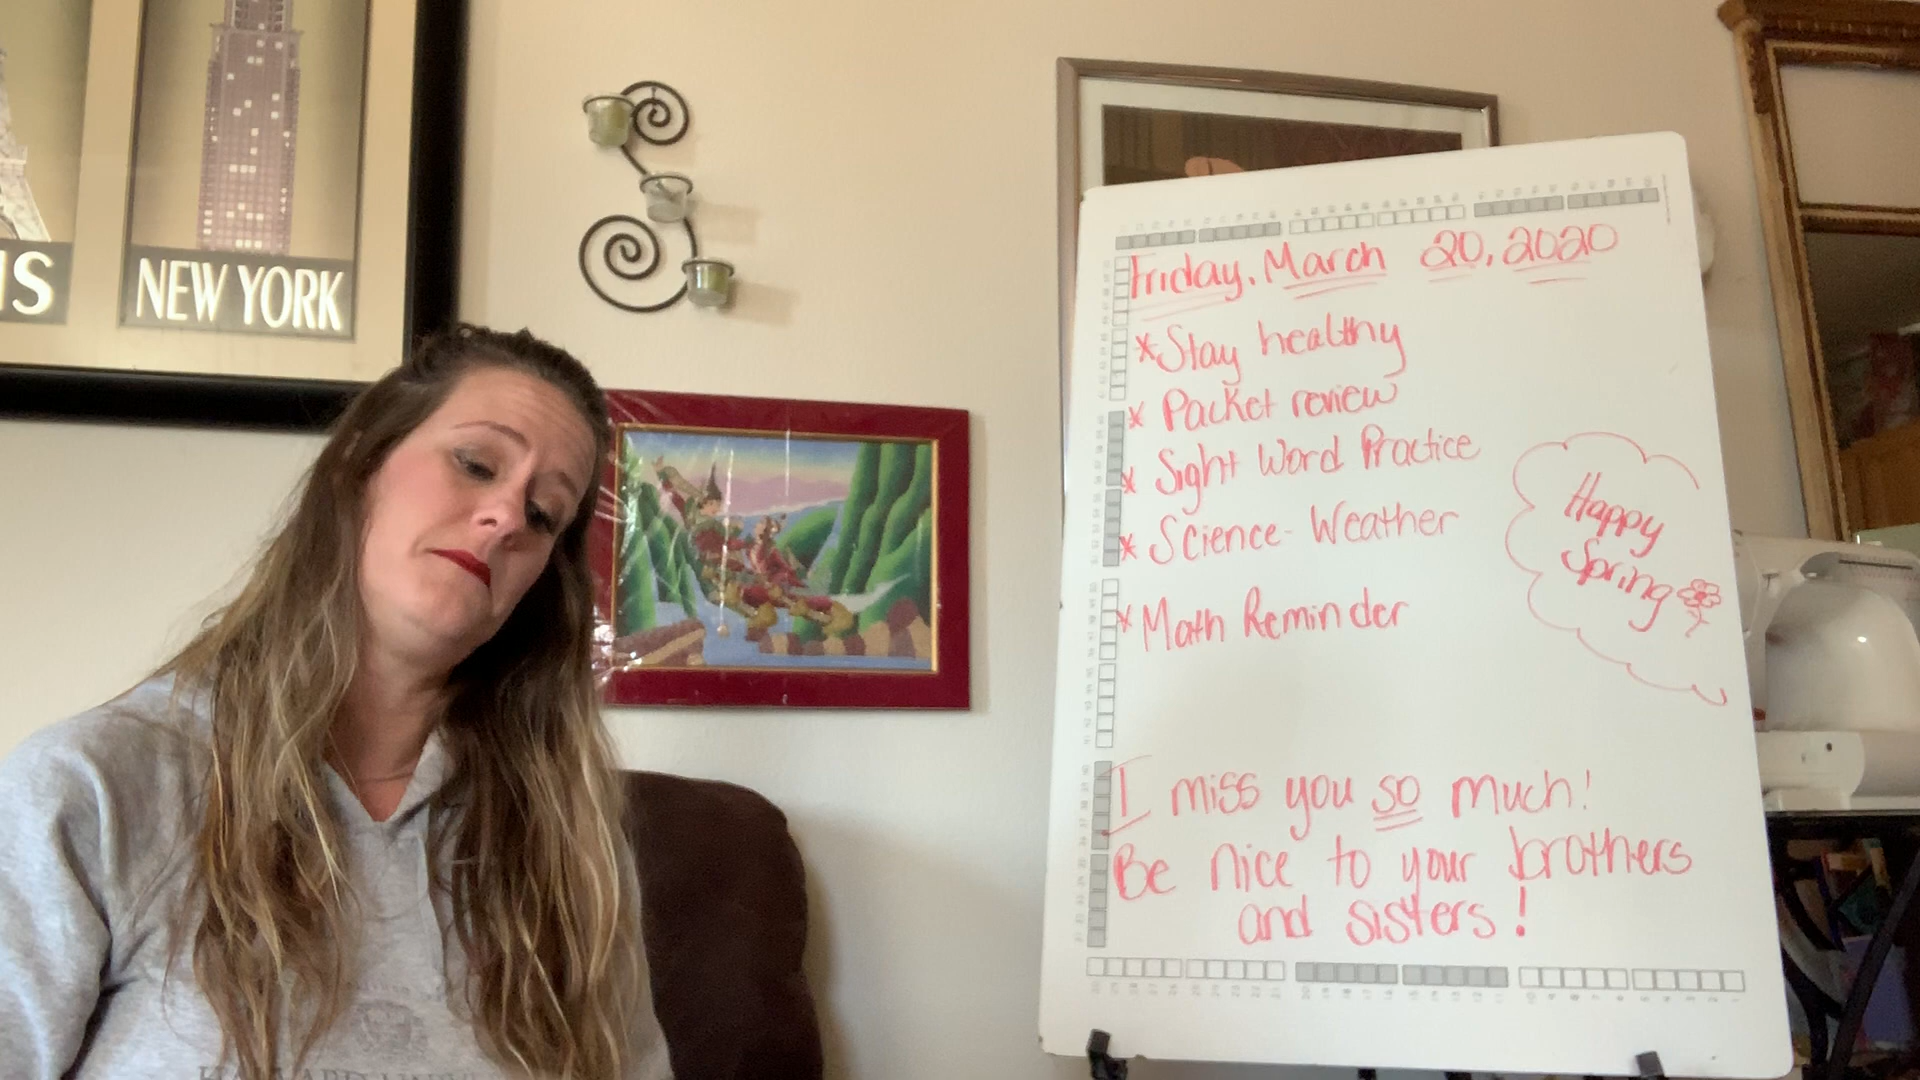 IS
NEW YORK
Friday, March 20, 2020
*Stay healthy
* Packet review
* Sight Word Practice
* Science - Weather
* Math Reminder
Happy
Spring
I miss you so much!
Be nice to your brothers
and sisters!